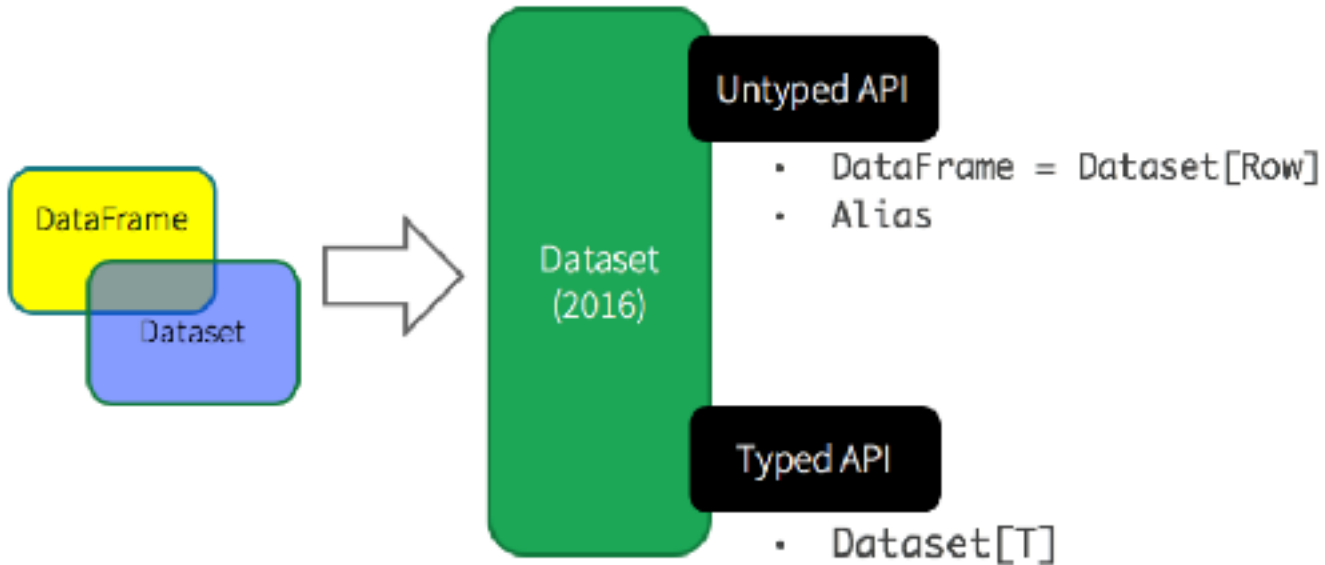 DataFrame
Dataset
Dataset
(2016)
Untyped API
• DataFrame = Dataset[Row]
• Alias
Typed API
• Dataset[T]